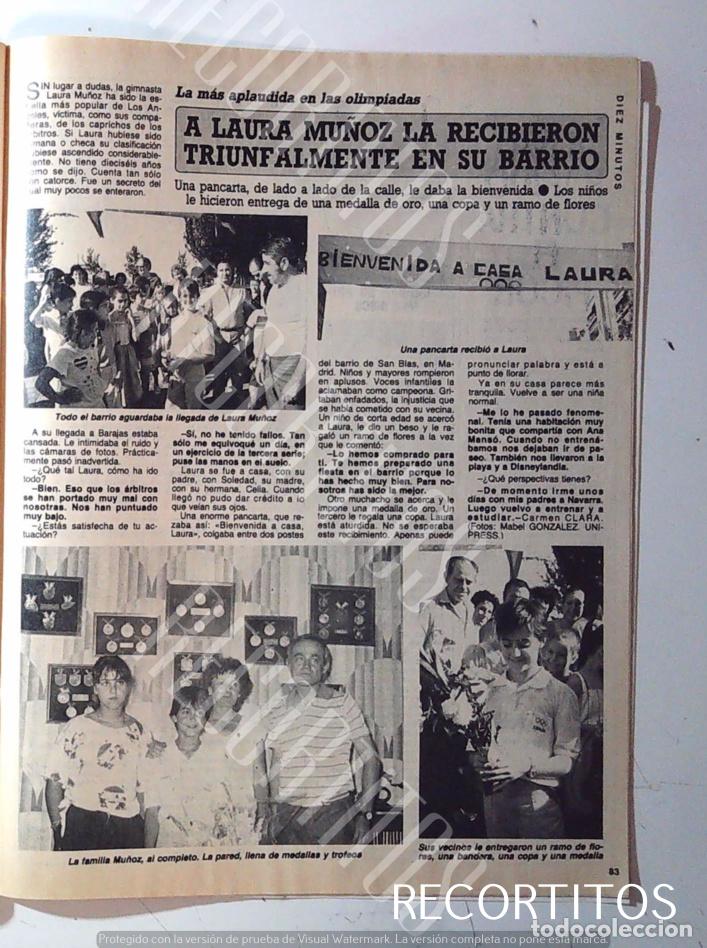 SIN lugar a dudas, la gimnasta
Laura Muñoz ha sido la es-
más popular de Los An-
víctima, como sus compa-
de los caprichos de los
Si Laura hubiese sido
o checa su clasificación
ascendido considerable-
No tiene dieciséis años
se dijo. Cuenta tan sólo
catorce. Fue un secreto del
muy pocos se enteraron.
La más aplaudida en las olimpíadas
A LAURA MUÑOZ LA RECIBIERON
TRIUNFALMENTE EN SU BARRIO
Una pancarta, de lado a lado de la calle, le daba la bienvenida ● Los niños
le hicieron entrega de una medalla de oro, una copa y un ramo de flores
DIEZ MINUTOS
BIENVENIDA A CASA LAURA
Una pancarta recibió a Laura
Todo el barrio aguardaba la llegada de Laura Muñoz
A su llegada a Barajas estaba
cansada. Le intimidaba el ruido y
las cámaras de fotos. Práctica-
mente pasó inadvertida.
—¿Qué tal Laura, cómo ha ido
todo?
—Bien. Eso que los árbitros
se han portado muy mal con
nosotras. Nos han puntuado
muy bajo.
—¿Estás satisfecha de tu ac-
tuación?
—Sí, no he tenido fallos. Tan
sólo me equivoqué un día, en
un ejercicio de la tercera serie;
puse las manos en el suelo.
Laura se fue a casa, con su
padre, con Soledad, su madre,
con su hermana, Celia. Cuando
llegó no pudo dar crédito a lo
que veían sus ojos.
Una enorme pancarta, que re-
zaba así: «Bienvenida a casa,
Laura», colgaba entre dos postes
del barrio de San Blas, en Ma-
drid. Niños y mayores rompieron
en aplausos. Voces infantiles la
aclamaban como campeona. Gri-
taban enfadados, la injusticia que
se había cometido con su vecina.
Un niño de corta edad se acercó
a Laura, le dio un beso y le re-
galó un ramo de flores a la vez
que le comentó:
—Lo hemos comprado para
ti. Te hemos preparado una
fiesta en el barrio porque lo
has hecho muy bien. Para no-
sotros has sido la mejor.
Otro muchacho se acerca y le
impone una medalla de oro. Un
tercero le regala una copa. Laura
está aturdida. No se esperaba
este recibimiento. Apenas puede
pronunciar palabra y está a
punto de llorar.
Ya en su casa parece más
tranquila. Vuelve a ser una niña
normal.
—Me lo he pasado fenome-
nal. Tenía una habitación muy
bonita que compartía con Ana
Mansó. Cuando no entrená-
bamos nos dejaban ir de pa-
seo. También nos llevaron a la
playa y a Disneylandia.
—¿Qué perspectivas tienes?
—De momento irme unos
días con mis padres a Navarra.
Luego vuelvo a entrenar y a
estudiar.—Carmen CLARA.
(Fotos: Mabel GONZALEZ. UNI-
PRESS.)
La familia Muñoz, al completo. La pared, llena de medallas y trofeos
Sus vecinos le entregaron un ramo de flo-
res, una bandera, una copa y una medalla
83
RECORTITOS
todocoleccion
Protegido con la versión de prueba de Visual Watermark. La versión completa no pone esta marca.